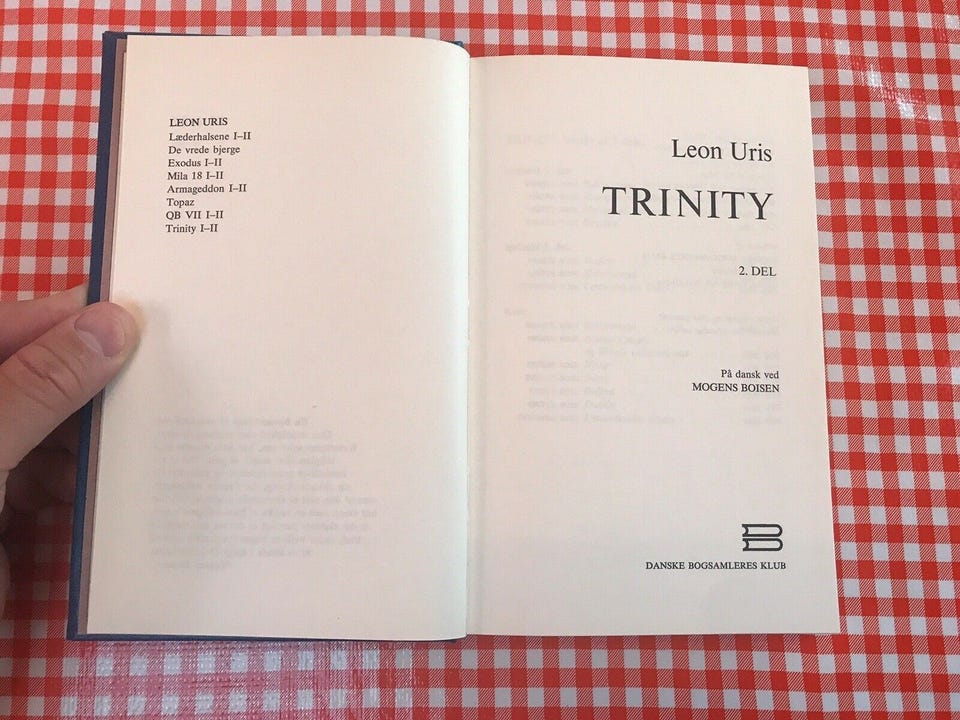 LEON URIS
Læderhalsene I–II
De vrede bjerge
Exodus I–II
Mila 18 I–II
Armageddon I–II
Topaz
QB VII I–II
Trinity I–II
Leon Uris
TRINITY
2. DEL
På dansk ved
MOGENS BOISEN
DANSKE BOGSAMLERES KLUB